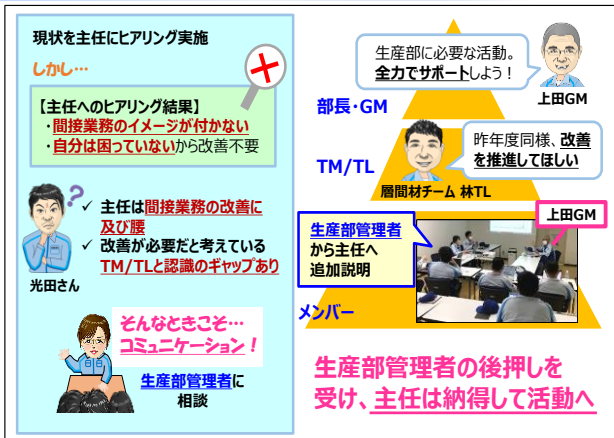 現状を主任にヒアリング実施
しかし…
【主任へのヒアリング結果】
・間接業務のイメージが付かない
・自分は困っていないから改善不要
?
✓ 主任は間接業務の改善に
及び腰
✓ 改善が必要だと考えている
TM/TLと認識のギャップあり
光田さん
そんなときこそ…
コミュニケーション！
生産部管理者に
相談
生産部に必要な活動。
全力でサポートしよう！
上田GM
部長・GM
昨年度同様、改善
を推進してほしい
TM/TL
層間材チーム 林TL
上田GM
生産部管理者
から主任へ
追加説明
メンバー
生産部管理者の後押しを
受け、主任は納得して活動へ